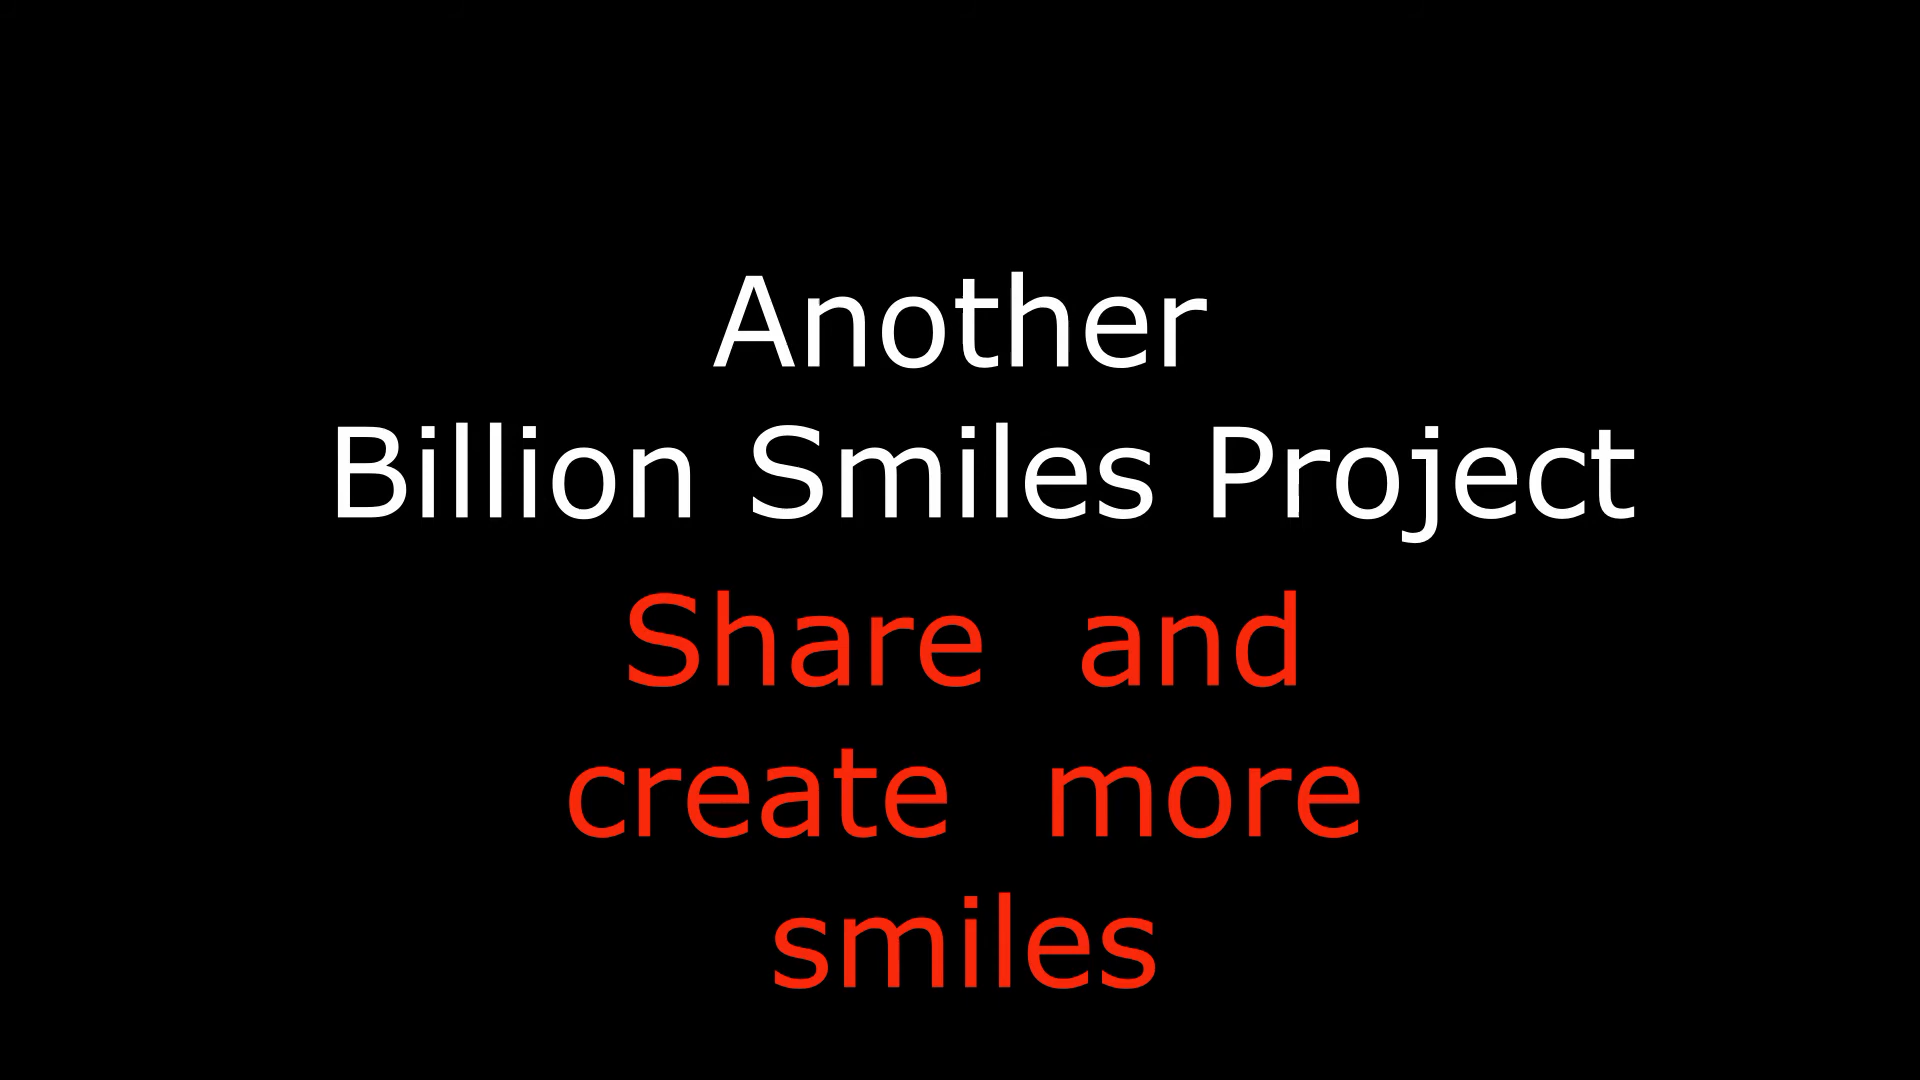 Another
Billion Smiles Project
Share and
create more
smiles